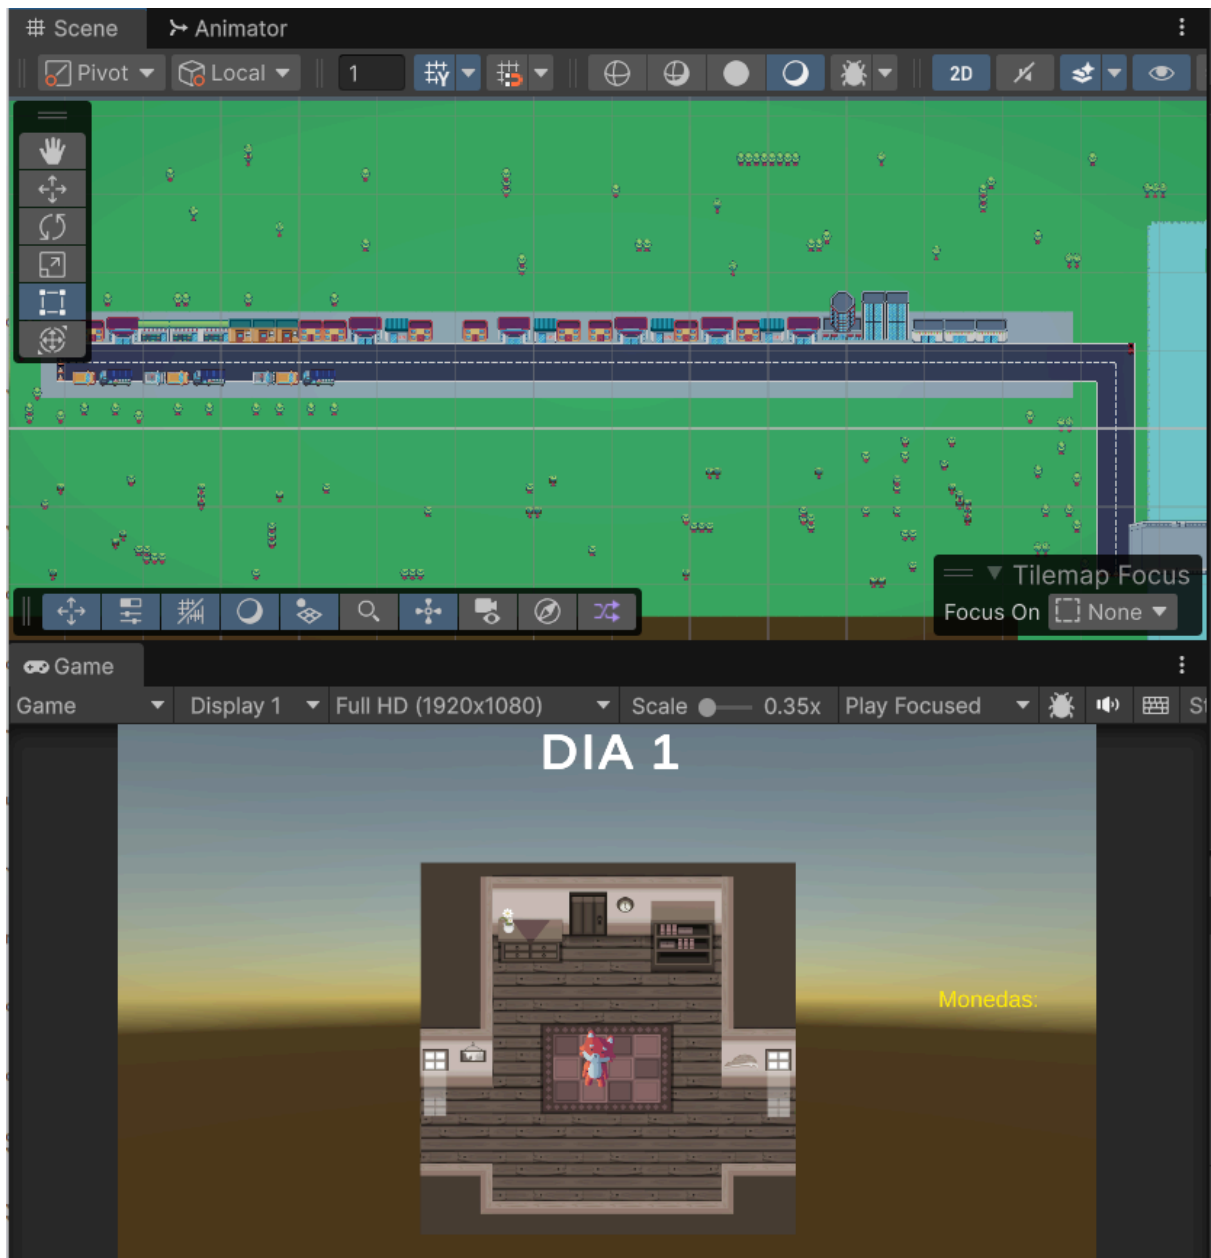 Scene
Animator
Pivot
Local
1
2D
Tilemap Focus
Focus On
None
Game
Game
Display 1
Full HD (1920x1080)
Scale
0.35x
Play Focused
DIA 1
Monedas: